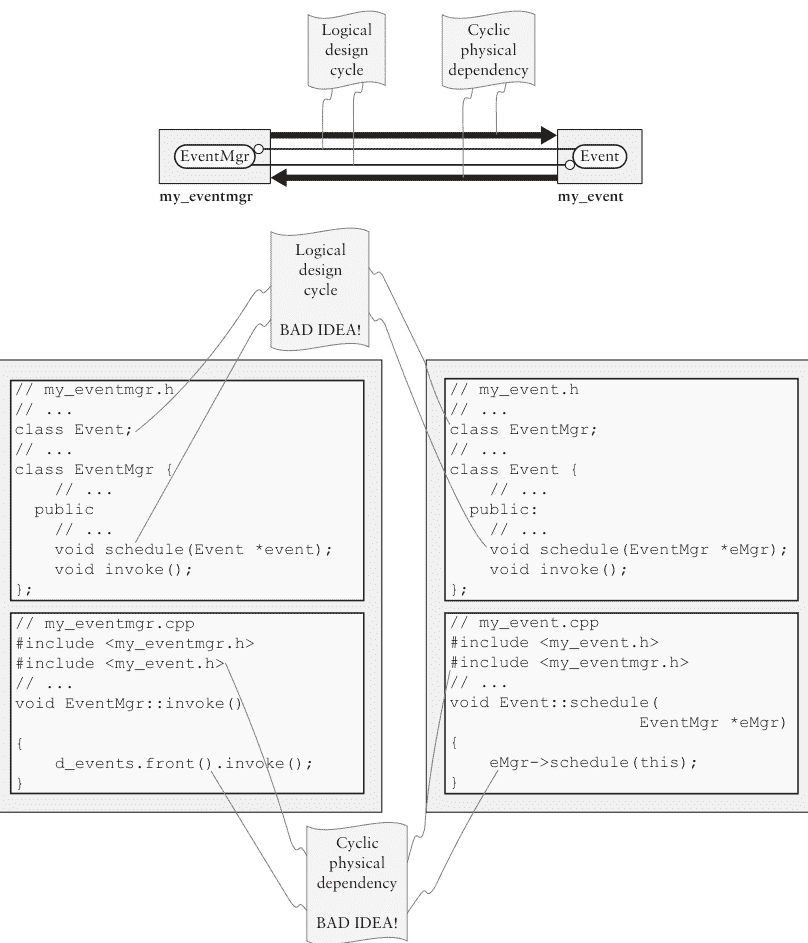 Logical
design
cycle
Cyclic
physical
dependency
EventMgr
Event
my_eventmgr
my_event
Logical
design
cycle
BAD IDEA!
// my_eventmgr.h
// ...
class Event;
// ...
class EventMgr {
// ...
public
// ...
void schedule(Event *event);
void invoke();
};
// my_eventmgr.cpp
#include <my_eventmgr.h>
#include <my_event.h>
// ...
void EventMgr::invoke()
{
d_events.front().invoke();
}
// my_event.h
// ...
class EventMgr;
// ...
class Event {
// ...
public:
// ...
void schedule(EventMgr *eMgr);
void invoke();
};
// my_event.cpp
#include <my_event.h>
#include <my_eventmgr.h>
// ...
void Event::schedule(
EventMgr *eMgr)
{
eMgr->schedule(this);
}
Cyclic
physical
dependency
BAD IDEA!